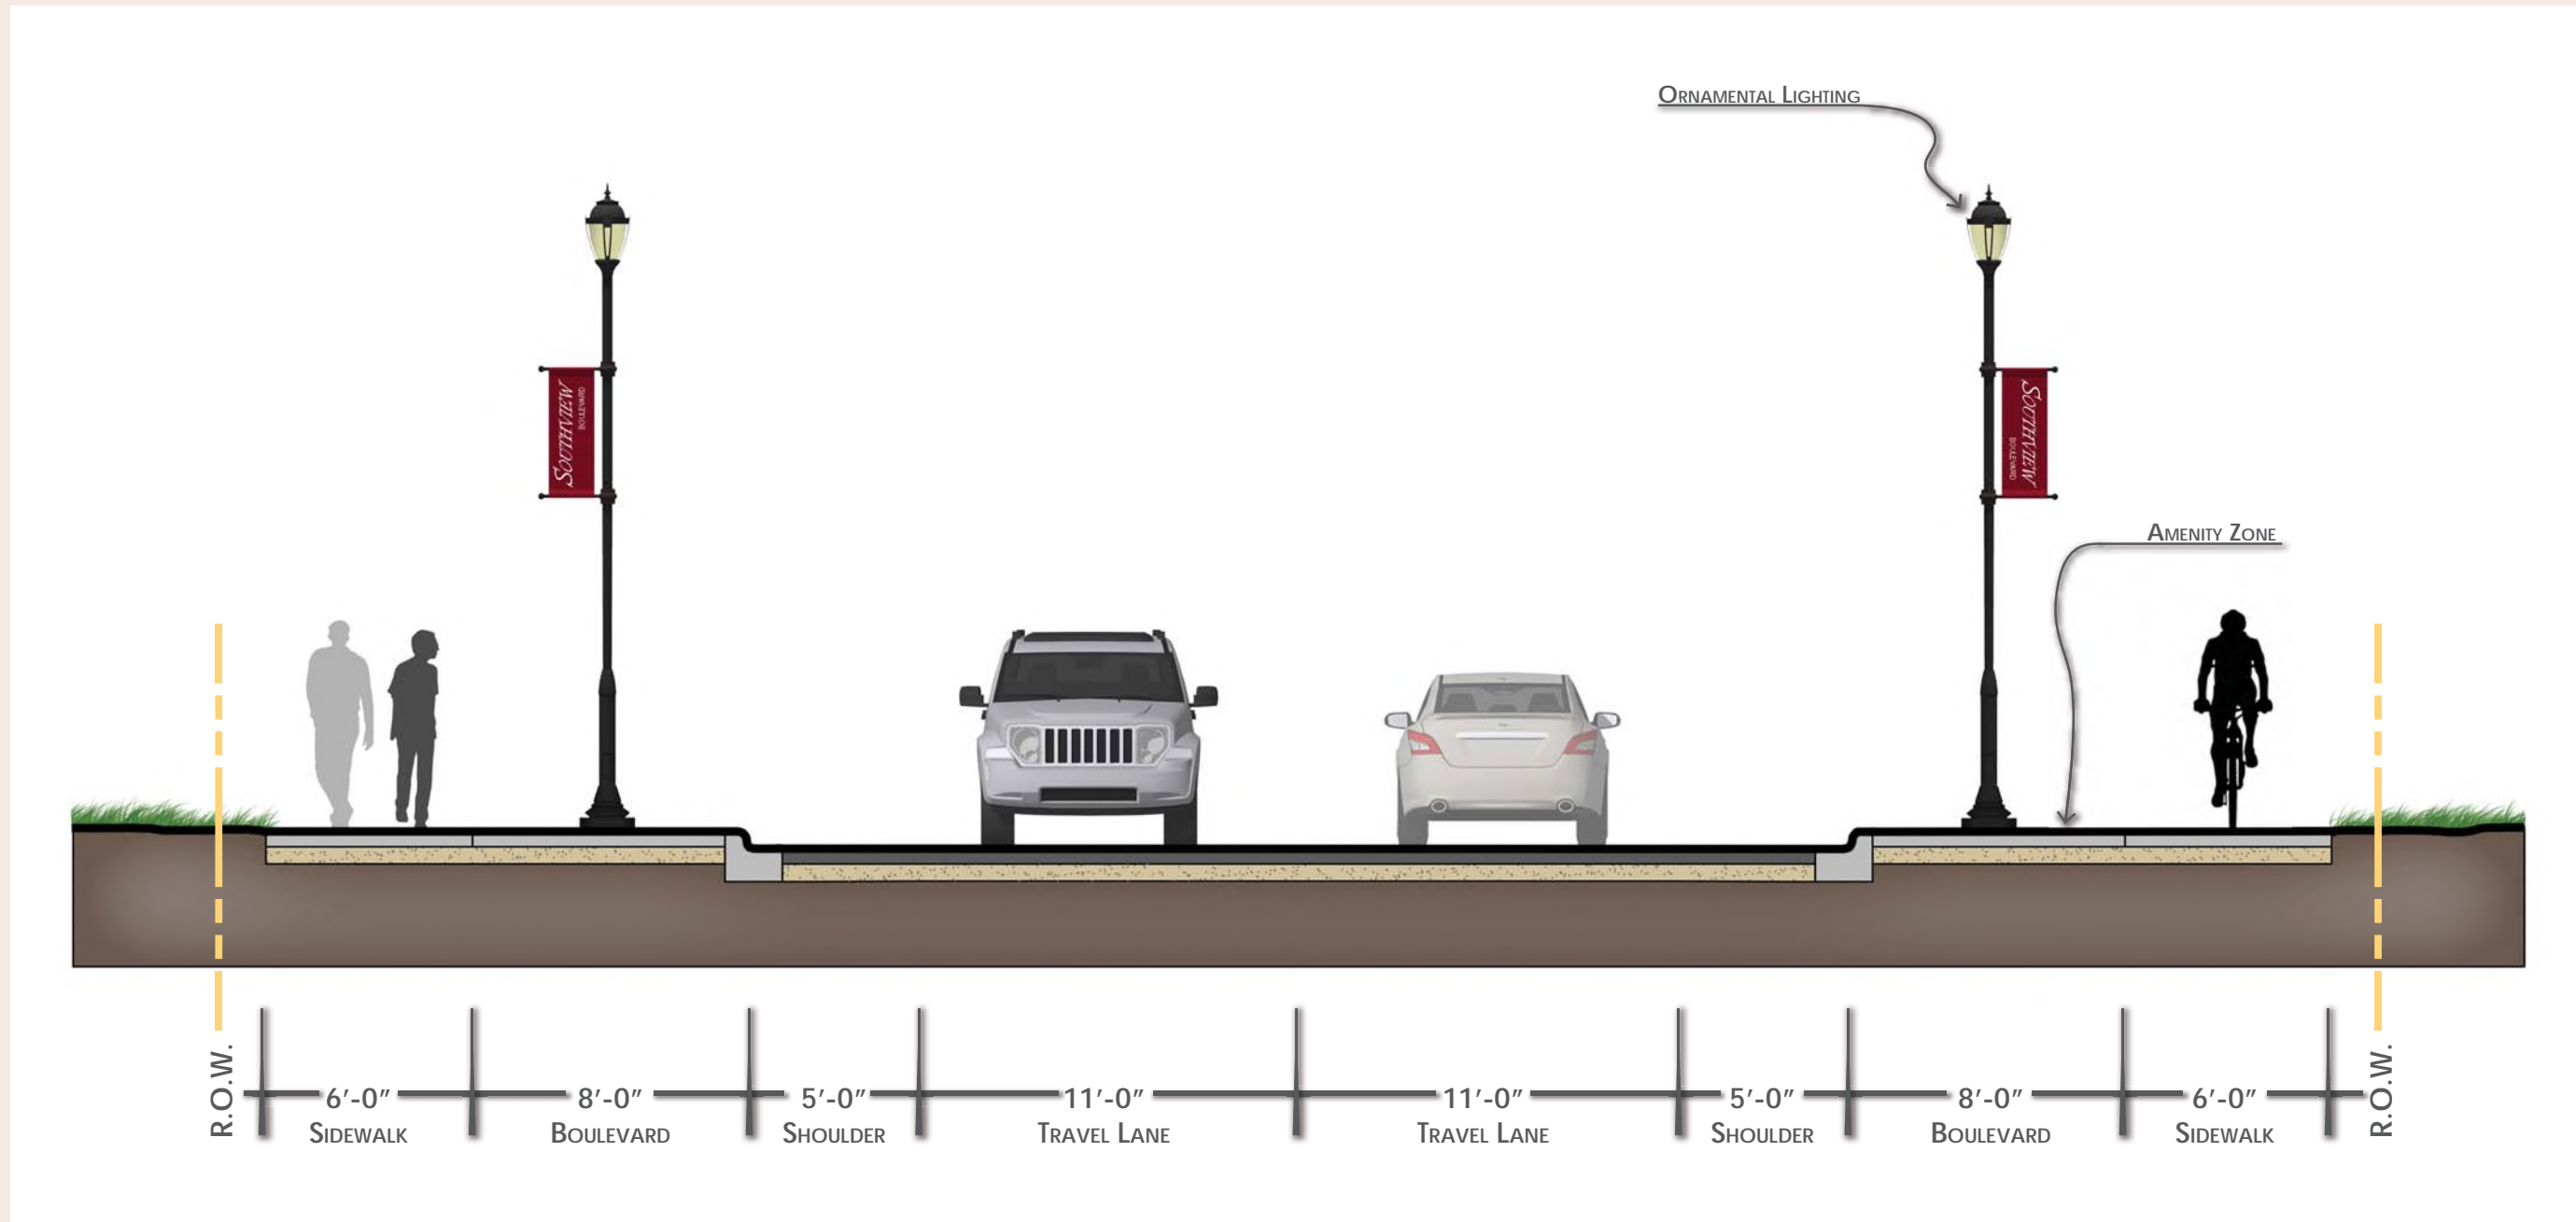 Ornamental Lighting
Southview
Boulevard
Southview
Boulevard
Amenity Zone
R.O.W.
6'-0"
Sidewalk
8'-0"
Boulevard
5'-0"
Shoulder
11'-0"
Travel Lane
11'-0"
Travel Lane
5'-0"
Shoulder
8'-0"
Boulevard
6'-0"
Sidewalk
R.O.W.